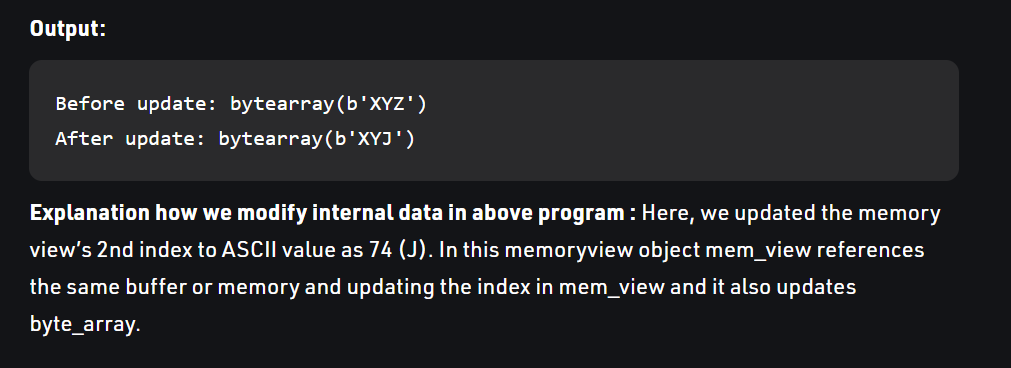 Output:
Before update: bytearray(b'XYZ')
After update: bytearray(b'XYJ')
Explanation how we modify internal data in above program : Here, we updated the memory
view’s 2nd index to ASCII value as 74 (J). In this memoryview object mem_view references
the same buffer or memory and updating the index in mem_view and it also updates
byte_array.